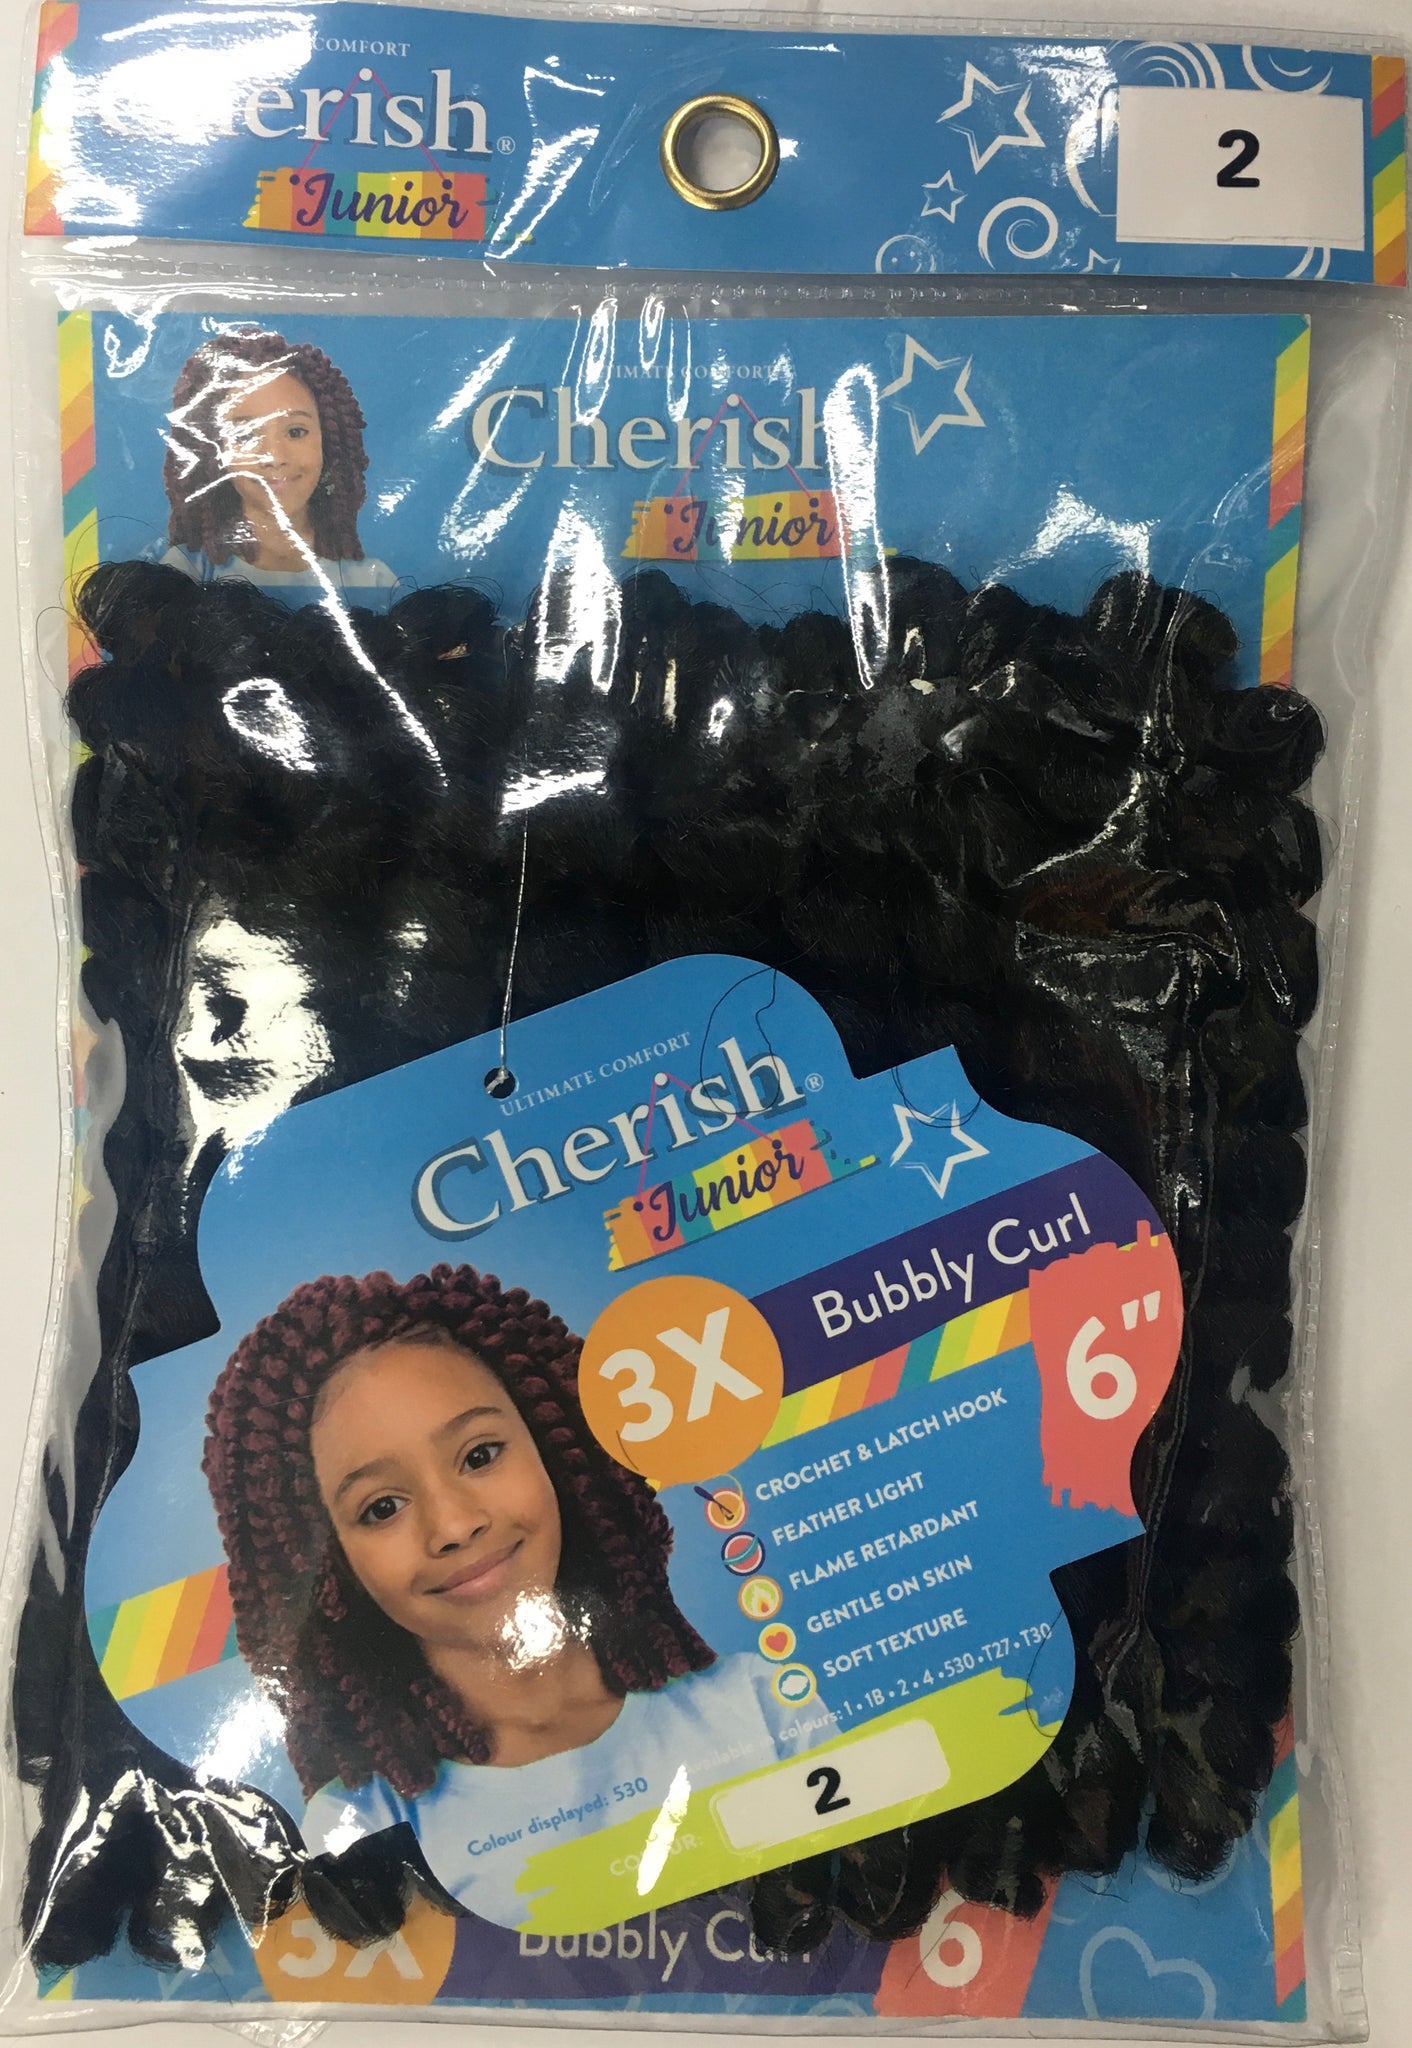 COMFORT
Cherish®
Junior
2
ULTIMATE COMFORT
Cherish
Junior
ULTIMATE COMFORT
Cherish®
Junior
3X
Bubbly Curl
6"
CROCHET & LATCH HOOK
FEATHER LIGHT
FLAME RETARDANT
GENTLE ON SKIN
SOFT TEXTURE
Available in colours: 1 • 1B • 2 • 4 • 530 • T27 • T30
Colour displayed: 530
COLOUR:
2
3X
Bubbly Curl
6